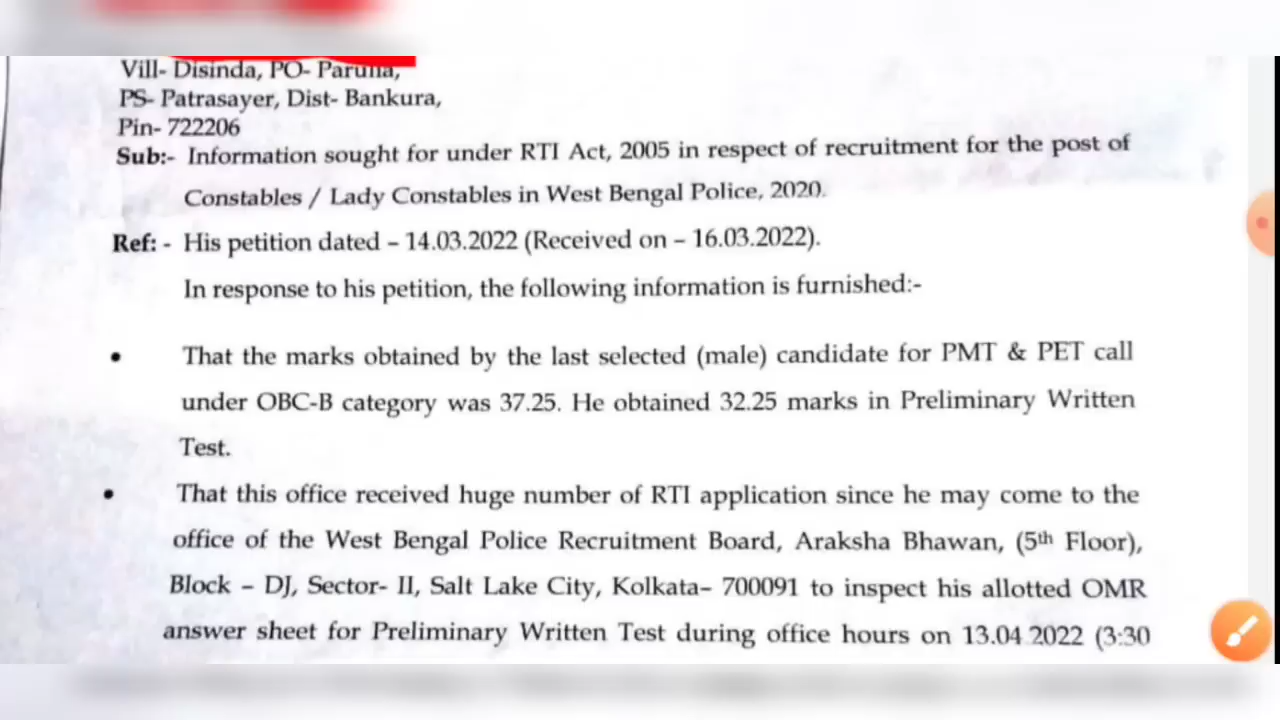 Vill- Disinda, PO- Parulia,
PS- Patrasayer, Dist- Bankura,
Pin- 722206
Sub:- Information sought for under RTI Act, 2005 in respect of recruitment for the post of
Constables / Lady Constables in West Bengal Police, 2020.
Ref: - His petition dated – 14.03.2022 (Received on – 16.03.2022).
In response to his petition, the following information is furnished:-
• That the marks obtained by the last selected (male) candidate for PMT & PET call
under OBC-B category was 37.25. He obtained 32.25 marks in Preliminary Written
Test.
• That this office received huge number of RTI application since he may come to the
office of the West Bengal Police Recruitment Board, Araksha Bhawan, (5th Floor),
Block – DJ, Sector- II, Salt Lake City, Kolkata– 700091 to inspect his allotted OMR
answer sheet for Preliminary Written Test during office hours on 13.04.2022 (3:30